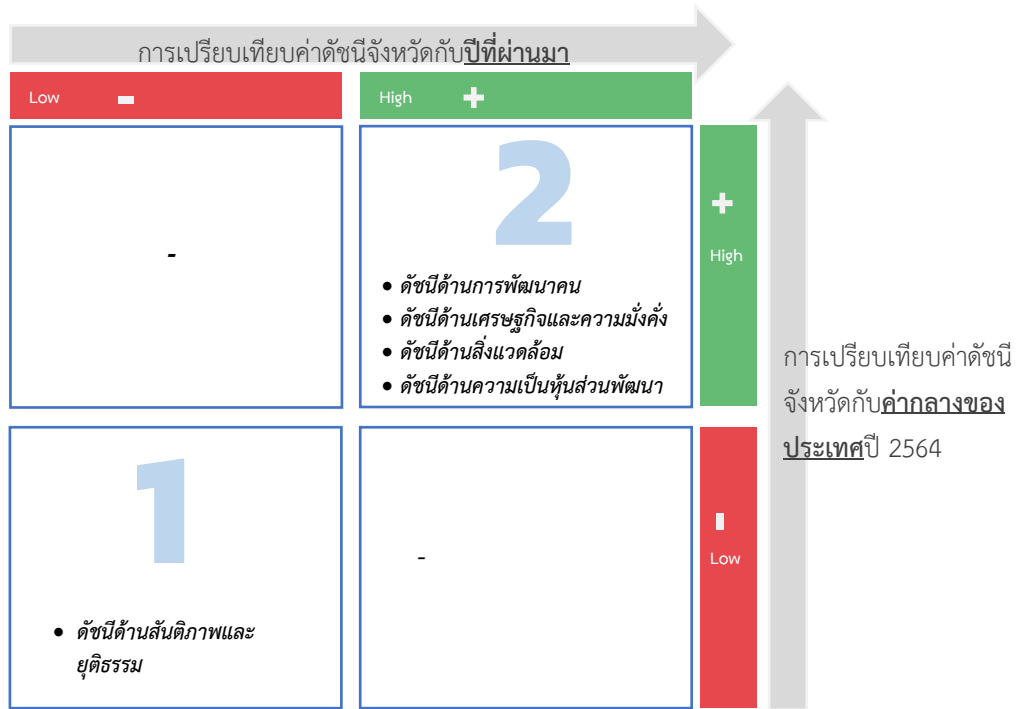 การเปรียบเทียบค่าดัชนีจังหวัดกับปีที่ผ่านมา
Low -
High +
-
2
• ดัชนีด้านการพัฒนาคน
• ดัชนีด้านเศรษฐกิจและความมั่งคั่ง
• ดัชนีด้านสิ่งแวดล้อม
• ดัชนีด้านความเป็นหุ้นส่วนพัฒนา
+
High
การเปรียบเทียบค่าดัชนี
จังหวัดกับค่ากลางของ
ประเทศปี 2564
1
• ดัชนีด้านสันติภาพและ
ยุติธรรม
-
-
Low